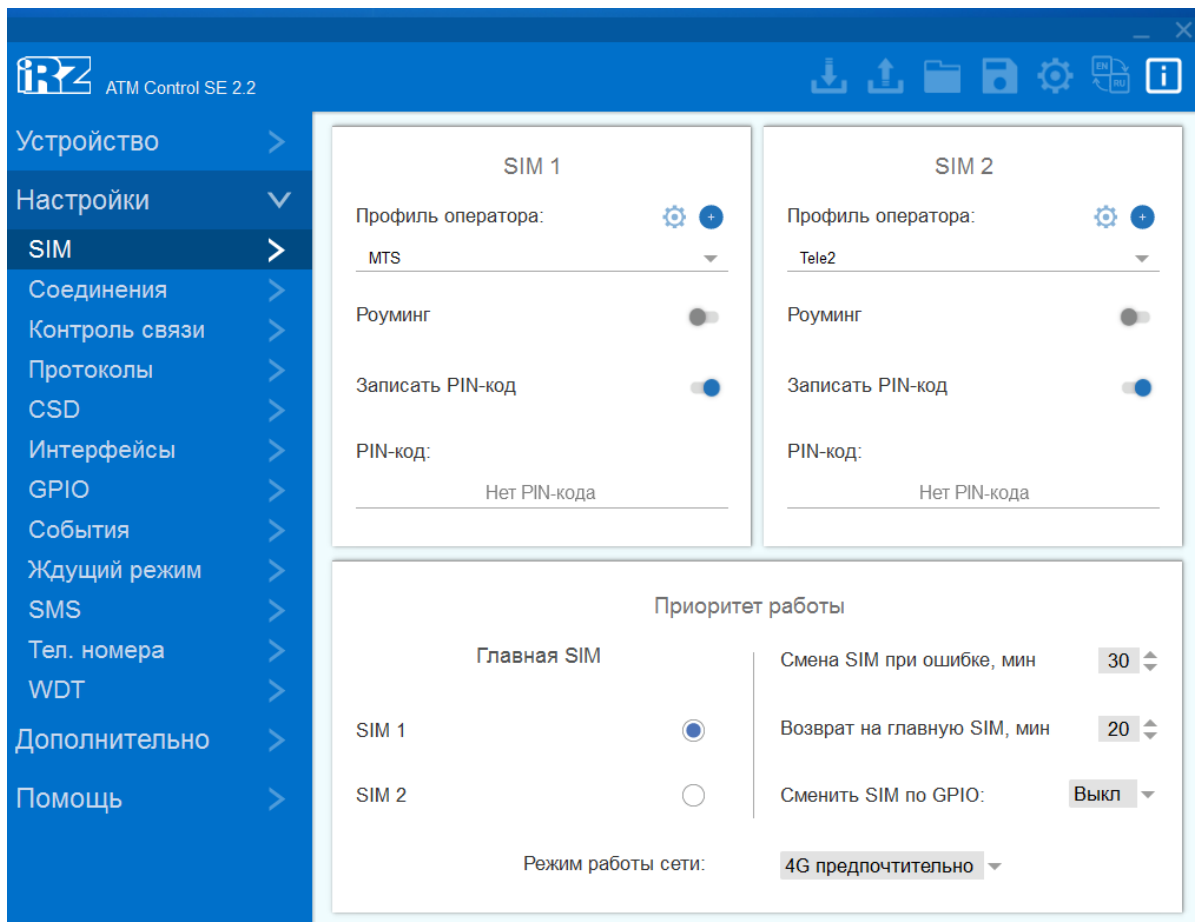 iRZ ATM Control SE 2.2
EN RU
Устройство
Настройки
SIM
Соединения
Контроль связи
Протоколы
CSD
Интерфейсы
GPIO
События
Ждущий режим
SMS
Тел. номера
WDT
Дополнительно
Помощь
SIM 1
Профиль оператора:
MTS
Роуминг
Записать PIN-код
PIN-код:
Нет PIN-кода
SIM 2
Профиль оператора:
Tele2
Роуминг
Записать PIN-код
PIN-код:
Нет PIN-кода
Приоритет работы
Главная SIM
SIM 1
SIM 2
Смена SIM при ошибке, мин 30
Возврат на главную SIM, мин 20
Сменить SIM по GPIO: Выкл
Режим работы сети: 4G предпочтительно